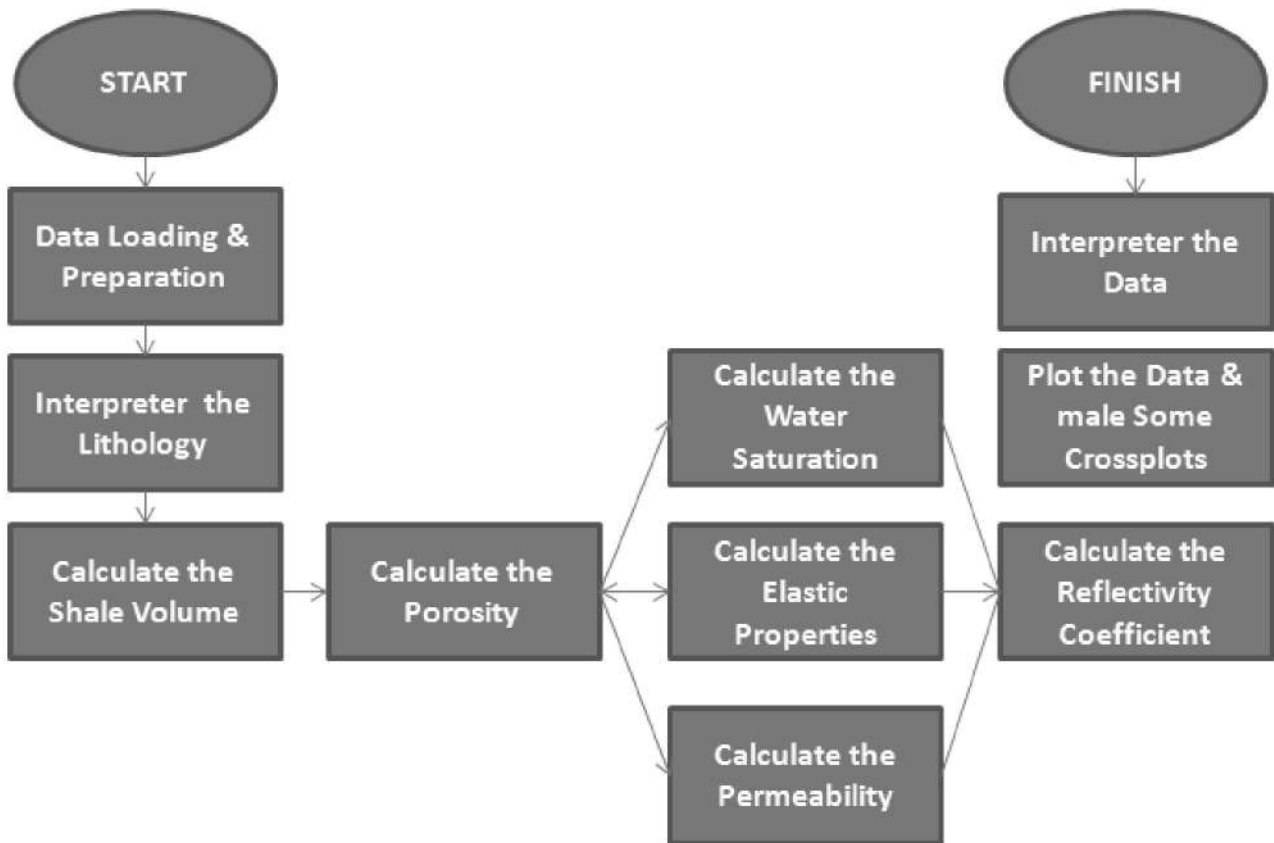 START
Data Loading &
Preparation
Interpreter the
Lithology
Calculate the
Shale Volume
Calculate the
Porosity
Calculate the
Water
Saturation
Calculate the
Elastic
Properties
Calculate the
Permeability
Calculate the
Reflectivity
Coefficient
Plot the Data &
male Some
Crossplots
Interpreter the
Data
FINISH